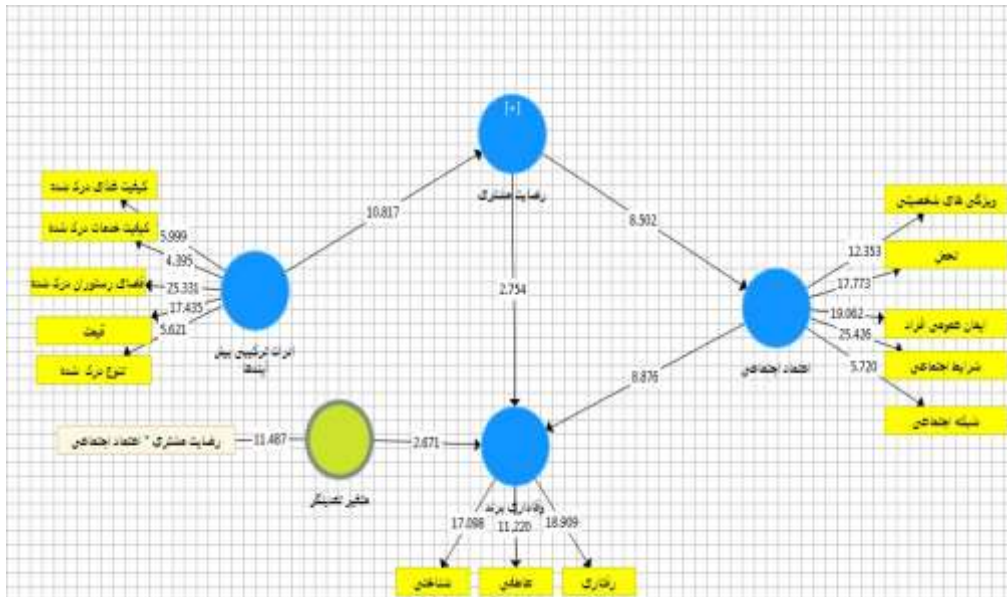 [+]
رضایت مشتری
کیفیت غذای درک شده
کیفیت خدمات درک شده
فضای رستوران درک شده
قیمت
تنوع درک شده
5.999
4.395
25.331
17.435
5.621
10.817
8.502
2.754
اثرات ترکیبی پیش
آیندها
ویژگی های شخصیتی
12.353
17.773
19.062
ایمان عمومی افراد
25.426
شرایط اجتماعی
5.720
شبکه اجتماعی
اعتماد اجتماعی
8.876
رضایت مشتری * اعتماد اجتماعی
11.487
2.671
متغیر تعدیلگر
وفاداری برند
17.098
11.220
18.909
شناختی
عاطفی
رفتاری